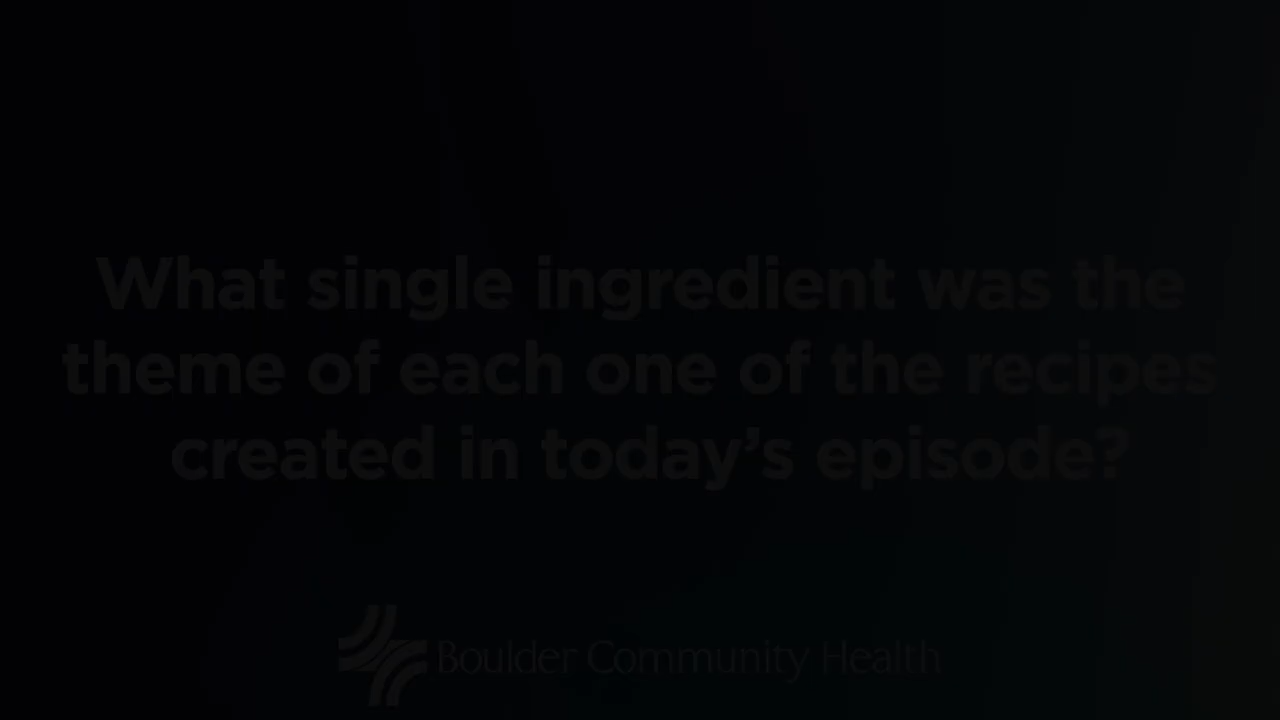 What single ingredient was the
theme of each one of the recipes
created in today’s episode?
Boulder Community Health